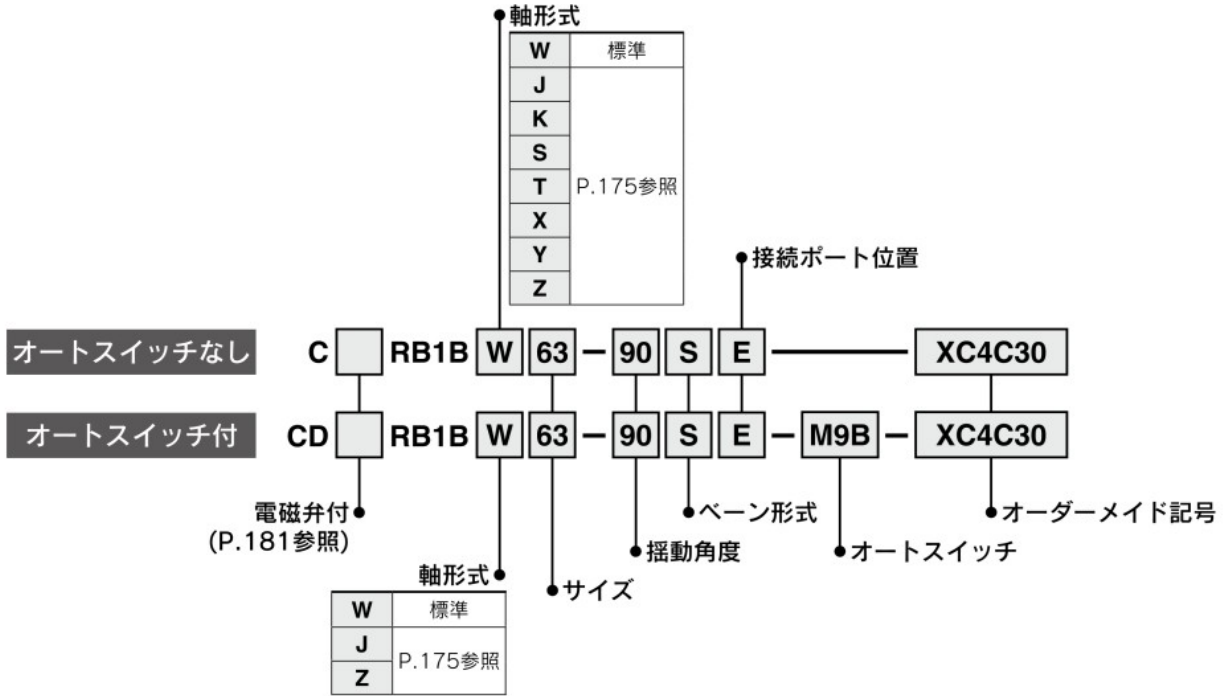 軸形式
W 標準
J
K
S
T P.175参照
X
Y
Z
接続ポート位置
オートスイッチなし C RB1B W 63 - 90 S E XC4C30
オートスイッチ付 CD RB1B W 63 - 90 S E - M9B - XC4C30
電磁弁付
(P.181参照)
ベーン形式
オーダーメイド記号
揺動角度
オートスイッチ
軸形式
サイズ
W 標準
J
P.175参照
Z